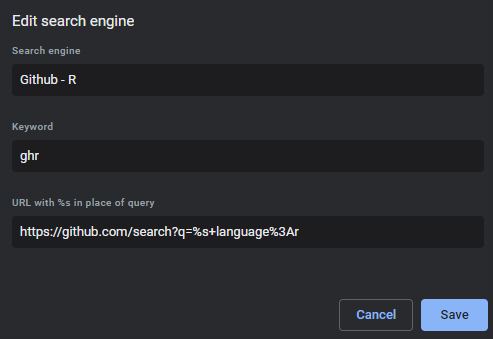 Edit search engine
Search engine
Github - R
Keyword
ghr
URL with %s in place of query
https://github.com/search?q=%s+language%3Ar
Cancel Save